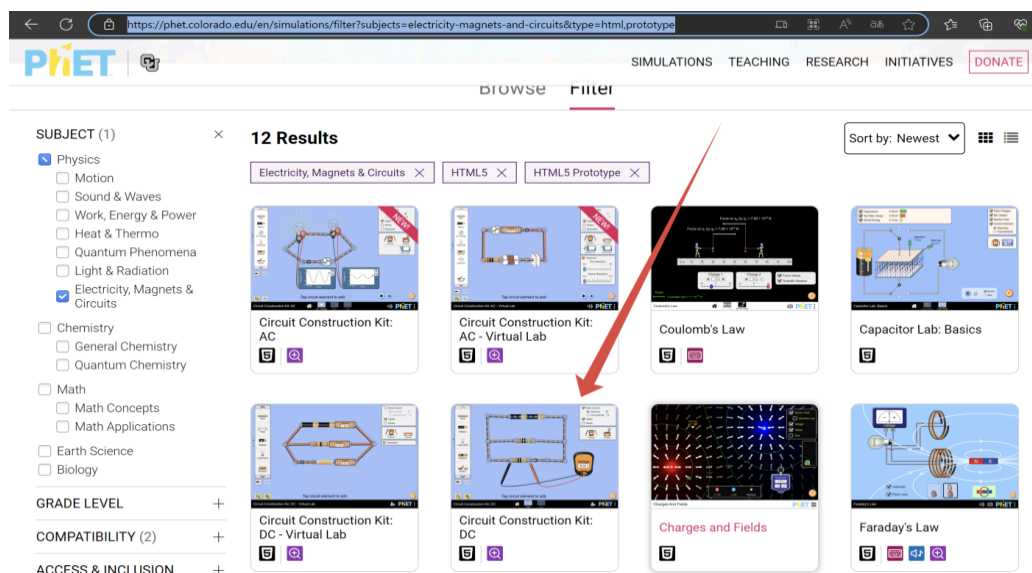 https://phet.colorado.edu/en/simulations/filter?subjects=electricity-magnets-and-circuits&type=html,prototype
PhET
SIMULATIONS TEACHING RESEARCH INITIATIVES DONATE
Browse Filter
SUBJECT (1)
Physics
Motion
Sound & Waves
Work, Energy & Power
Heat & Thermo
Quantum Phenomena
Light & Radiation
Electricity, Magnets &
Circuits
Chemistry
General Chemistry
Quantum Chemistry
Math
Math Concepts
Math Applications
Earth Science
Biology
GRADE LEVEL
COMPATIBILITY (2)
ACCESS & INCLUSION
12 Results
Sort by: Newest
Electricity, Magnets & Circuits
HTML5
HTML5 Prototype
NEW!
NEW!
Circuit Construction Kit:
AC
Circuit Construction Kit:
AC - Virtual Lab
Coulomb's Law
Capacitor Lab: Basics
Circuit Construction Kit:
DC - Virtual Lab
Circuit Construction Kit:
DC
Charges and Fields
Faraday's Law